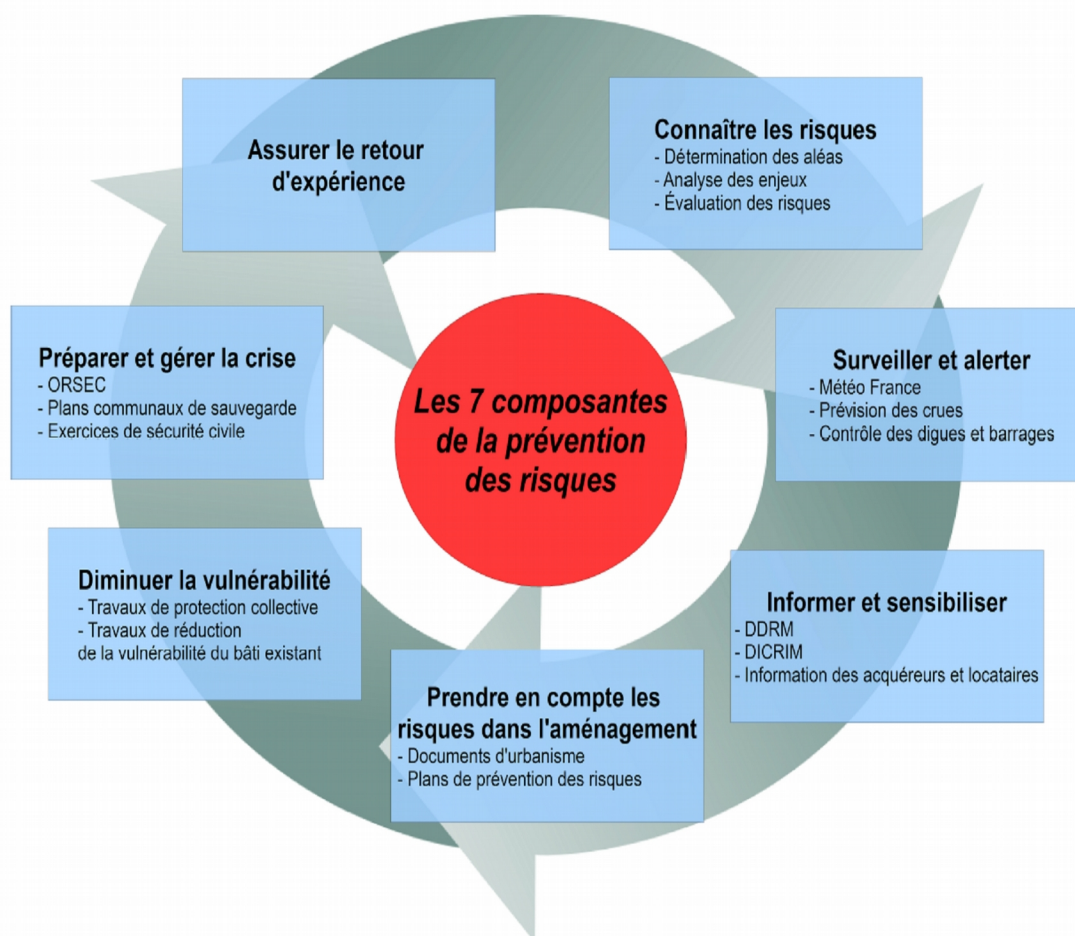 Assurer le retour
d'expérience
Connaître les risques
- Détermination des aléas
- Analyse des enjeux
- Évaluation des risques
Préparer et gérer la crise
- ORSEC
- Plans communaux de sauvegarde
- Exercices de sécurité civile
Les 7 composantes
de la prévention
des risques
Surveiller et alerter
- Météo France
- Prévision des crues
- Contrôle des digues et barrages
Diminuer la vulnérabilité
- Travaux de protection collective
- Travaux de réduction
de la vulnérabilité du bâti existant
Informer et sensibiliser
- DDRM
- DICRIM
- Information des acquéreurs et locataires
Prendre en compte les
risques dans l'aménagement
- Documents d'urbanisme
- Plans de prévention des risques